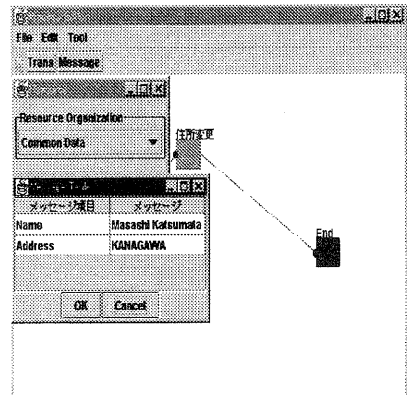 File Edit Tool
Trans Message
Resource Organization
Common Data
住所変更
メッセージ項目 メッセージ
Name Masashi Katsumata
Address KANAGAWA
End
OK Cancel